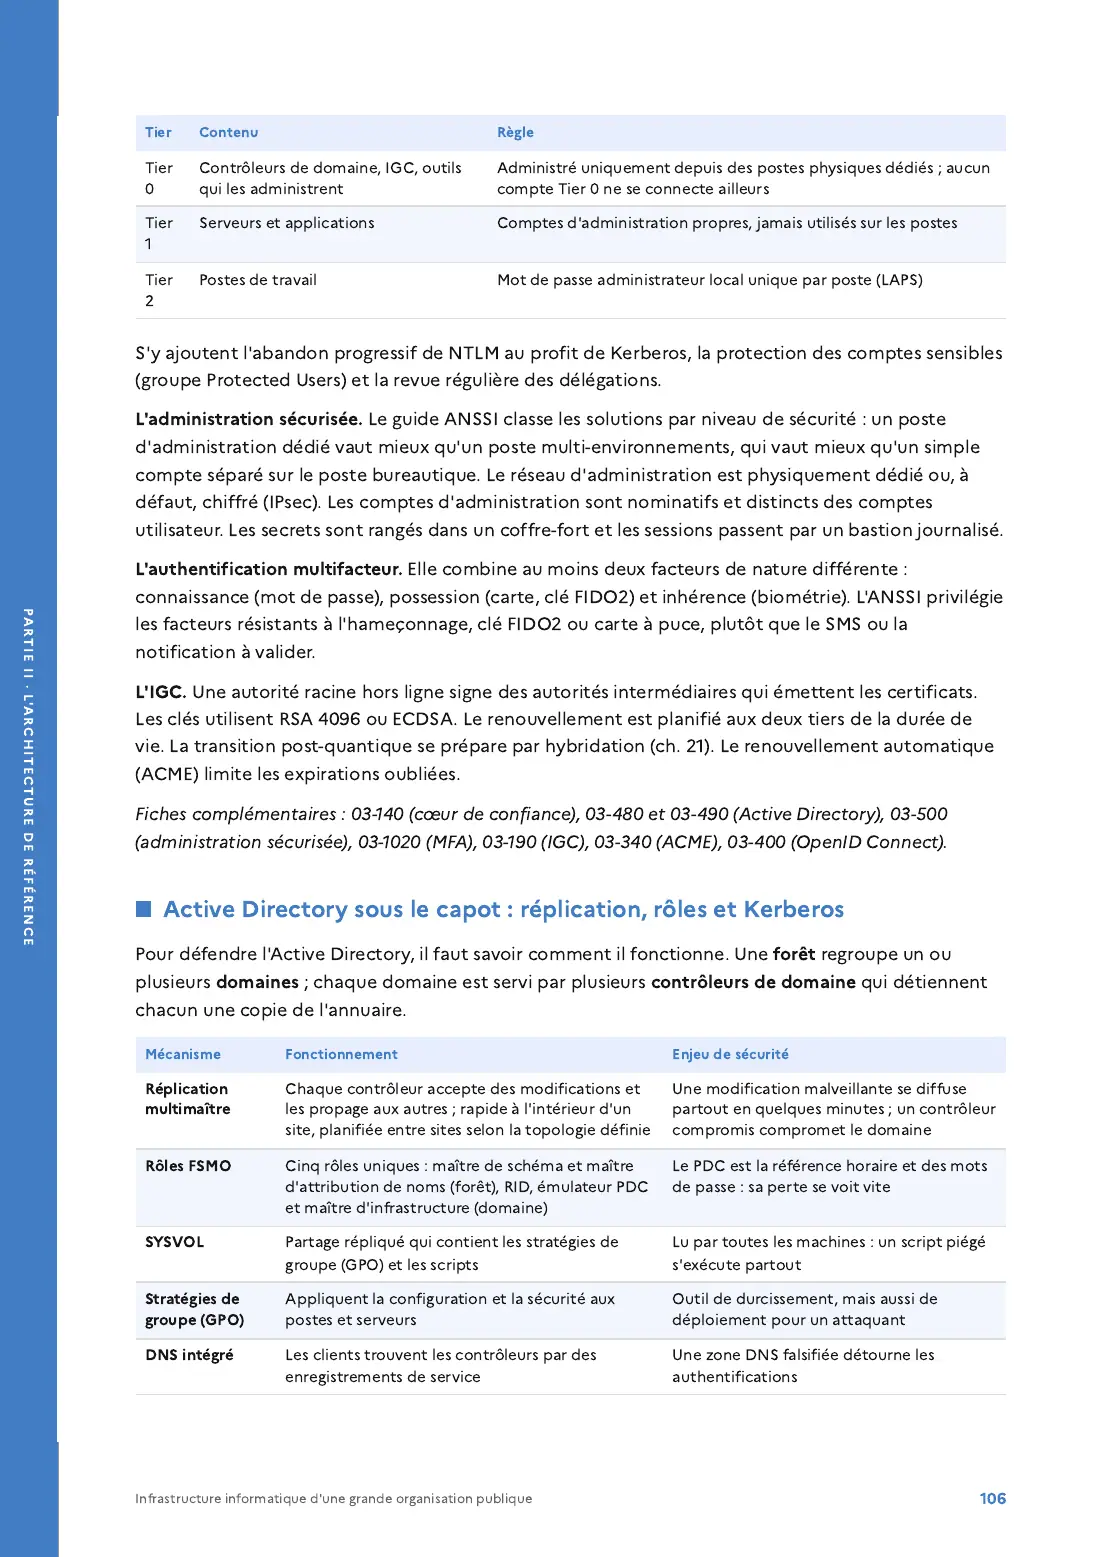 Tier Contenu Règle
Tier 0 Contrôleurs de domaine, IGC, outils qui les administrent Administré uniquement depuis des postes physiques dédiés ; aucun compte Tier 0 ne se connecte ailleurs
Tier 1 Serveurs et applications Comptes d'administration propres, jamais utilisés sur les postes
Tier 2 Postes de travail Mot de passe administrateur local unique par poste (LAPS)
S'y ajoutent l'abandon progressif de NTLM au profit de Kerberos, la protection des comptes sensibles
(groupe Protected Users) et la revue régulière des délégations.
L'administration sécurisée. Le guide ANSSI classe les solutions par niveau de sécurité : un poste
d'administration dédié vaut mieux qu'un poste multi-environnements, qui vaut mieux qu'un simple
compte séparé sur le poste bureautique. Le réseau d'administration est physiquement dédié ou, à
défaut, chiffré (IPsec). Les comptes d'administration sont nominatifs et distincts des comptes
utilisateur. Les secrets sont rangés dans un coffre-fort et les sessions passent par un bastion journalisé.
L'authentification multifacteur. Elle combine au moins deux facteurs de nature différente :
connaissance (mot de passe), possession (carte, clé FIDO2) et inhérence (biométrie). L'ANSSI privilégie
les facteurs résistants à l'hameçonnage, clé FIDO2 ou carte à puce, plutôt que le SMS ou la
notification à valider.
L'IGC. Une autorité racine hors ligne signe des autorités intermédiaires qui émettent les certificats.
Les clés utilisent RSA 4096 ou ECDSA. Le renouvellement est planifié aux deux tiers de la durée de
vie. La transition post-quantique se prépare par hybridation (ch. 21). Le renouvellement automatique
(ACME) limite les expirations oubliées.
Fiches complémentaires : 03-140 (cœur de confiance), 03-480 et 03-490 (Active Directory), 03-500
(administration sécurisée), 03-1020 (MFA), 03-190 (IGC), 03-340 (ACME), 03-400 (OpenID Connect).
Active Directory sous le capot : réplication, rôles et Kerberos
Pour défendre l'Active Directory, il faut savoir comment il fonctionne. Une forêt regroupe un ou
plusieurs domaines ; chaque domaine est servi par plusieurs contrôleurs de domaine qui détiennent
chacun une copie de l'annuaire.
Mécanisme Fonctionnement Enjeu de sécurité
Réplication multimaître Chaque contrôleur accepte des modifications et les propage aux autres ; rapide à l'intérieur d'un site, planifiée entre sites selon la topologie définie Une modification malveillante se diffuse partout en quelques minutes ; un contrôleur compromis compromet le domaine
Rôles FSMO Cinq rôles uniques : maître de schéma et maître d'attribution de noms (forêt), RID, émulateur PDC et maître d'infrastructure (domaine) Le PDC est la référence horaire et des mots de passe : sa perte se voit vite
SYSVOL Partage répliqué qui contient les stratégies de groupe (GPO) et les scripts Lu par toutes les machines : un script piégé s'exécute partout
Stratégies de groupe (GPO) Appliquent la configuration et la sécurité aux postes et serveurs Outil de durcissement, mais aussi de déploiement pour un attaquant
DNS intégré Les clients trouvent les contrôleurs par des enregistrements de service Une zone DNS falsifiée détourne les authentifications
PARTIE II · L'ARCHITECTURE DE RÉFÉRENCE
Infrastructure informatique d'une grande organisation publique 106